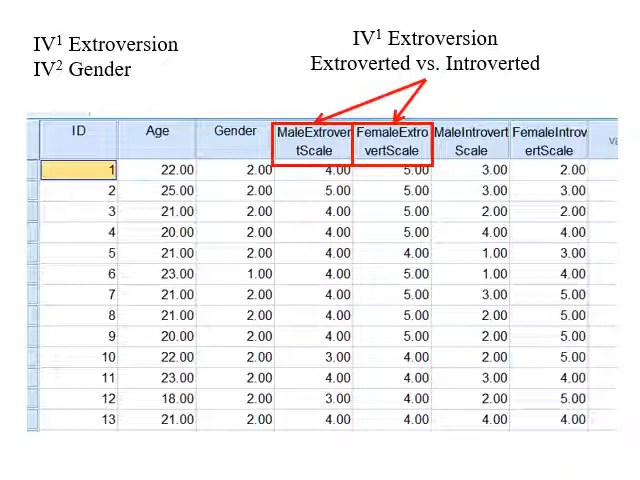 IV1 Extroversion
IV2 Gender
IV1 Extroversion
Extroverted vs. Introverted
ID Age Gender MaleExtrover FemaleExtro MaleIntrovert FemaleIntrov va
tScale vertScale Scale ertScale
1 22.00 2.00 4.00 5.00 3.00 2.00
2 25.00 2.00 5.00 5.00 3.00 3.00
3 21.00 2.00 4.00 5.00 2.00 2.00
4 20.00 2.00 4.00 5.00 4.00 4.00
5 21.00 2.00 4.00 4.00 1.00 3.00
6 23.00 1.00 4.00 5.00 1.00 4.00
7 21.00 2.00 4.00 5.00 3.00 5.00
8 21.00 2.00 4.00 5.00 2.00 5.00
9 20.00 2.00 4.00 5.00 2.00 5.00
10 22.00 2.00 3.00 4.00 2.00 5.00
11 23.00 2.00 4.00 4.00 3.00 4.00
12 18.00 2.00 3.00 4.00 2.00 5.00
13 21.00 2.00 4.00 4.00 4.00 4.00